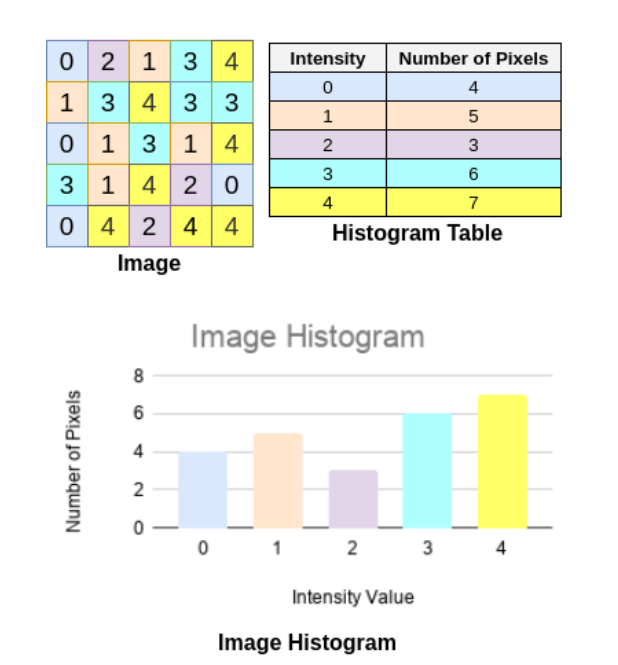 0 2 1 3 4
1 3 4 3 3
0 1 3 1 4
3 1 4 2 0
0 4 2 4 4
Image
Intensity Number of Pixels
0 4
1 5
2 3
3 6
4 7
Histogram Table
Image Histogram
Number of Pixels
8
6
4
2
0
0 1 2 3 4
Intensity Value
Image Histogram